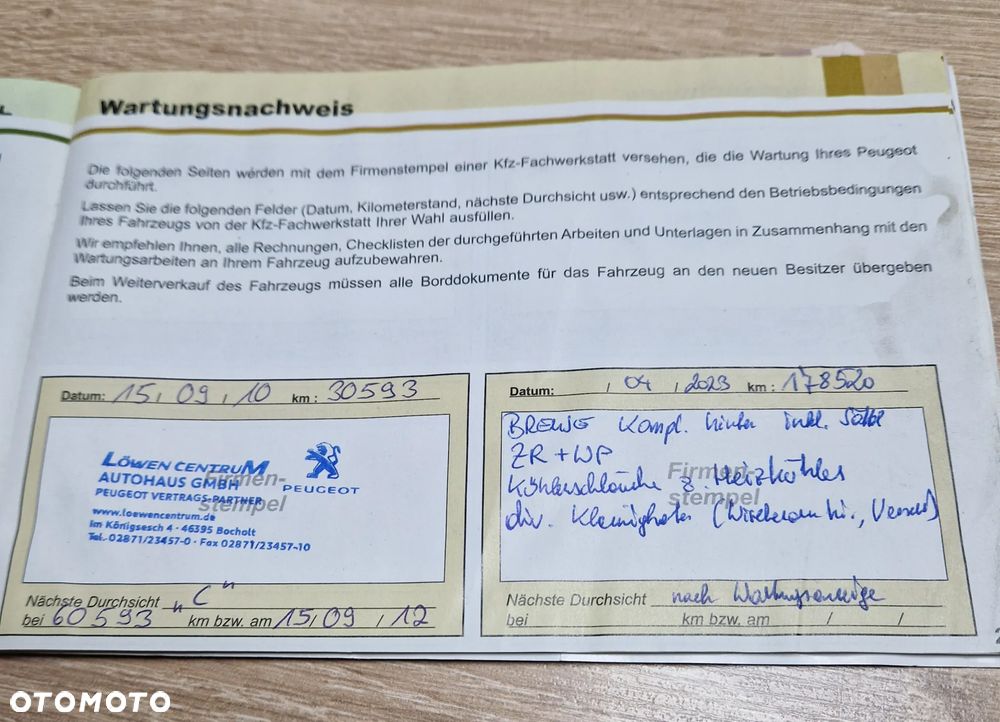 Wartungsnachweis
Die folgenden Seiten werden mit dem Firmenstempel einer Kfz-Fachwerkstatt versehen, die die Wartung Ihres Peugeot
durchführt.
Lassen Sie die folgenden Felder (Datum, Kilometerstand, nächste Durchsicht usw.) entsprechend den Betriebsbedingungen
Ihres Fahrzeugs von der Kfz-Fachwerkstatt Ihrer Wahl ausfüllen.
Wir empfehlen Ihnen, alle Rechnungen, Checklisten der durchgeführten Arbeiten und Unterlagen in Zusammenhang mit den
Wartungsarbeiten an Ihrem Fahrzeug aufzubewahren.
Beim Weiterverkauf des Fahrzeugs müssen alle Borddokumente für das Fahrzeug an den neuen Besitzer übergeben
werden.
Datum: 15 / 09 / 10 km : 30593
LÖWEN CENTRUM
AUTOHAUS GMBH
PEUGEOT VERTRAGS-PARTNER
www.loewencentrum.de
Im Königsesch 4 · 46395 Bocholt
Tel. 02871/23457-0 · Fax 02871/23457-10
PEUGEOT
Firmen-
stempel
Nächste Durchsicht "C"
bei 60593 km bzw. am 15/ 09 / 12
Datum: / 04 / 2023 km : 178520
Kompl. hinten inkl.
ZR + WP
Kühlerschläuche z.
div. Kleinigkeiten
Firmen-
stempel
Nächste Durchsicht nach Wartungsanzeige
bei km bzw. am / /
OTOMOTO